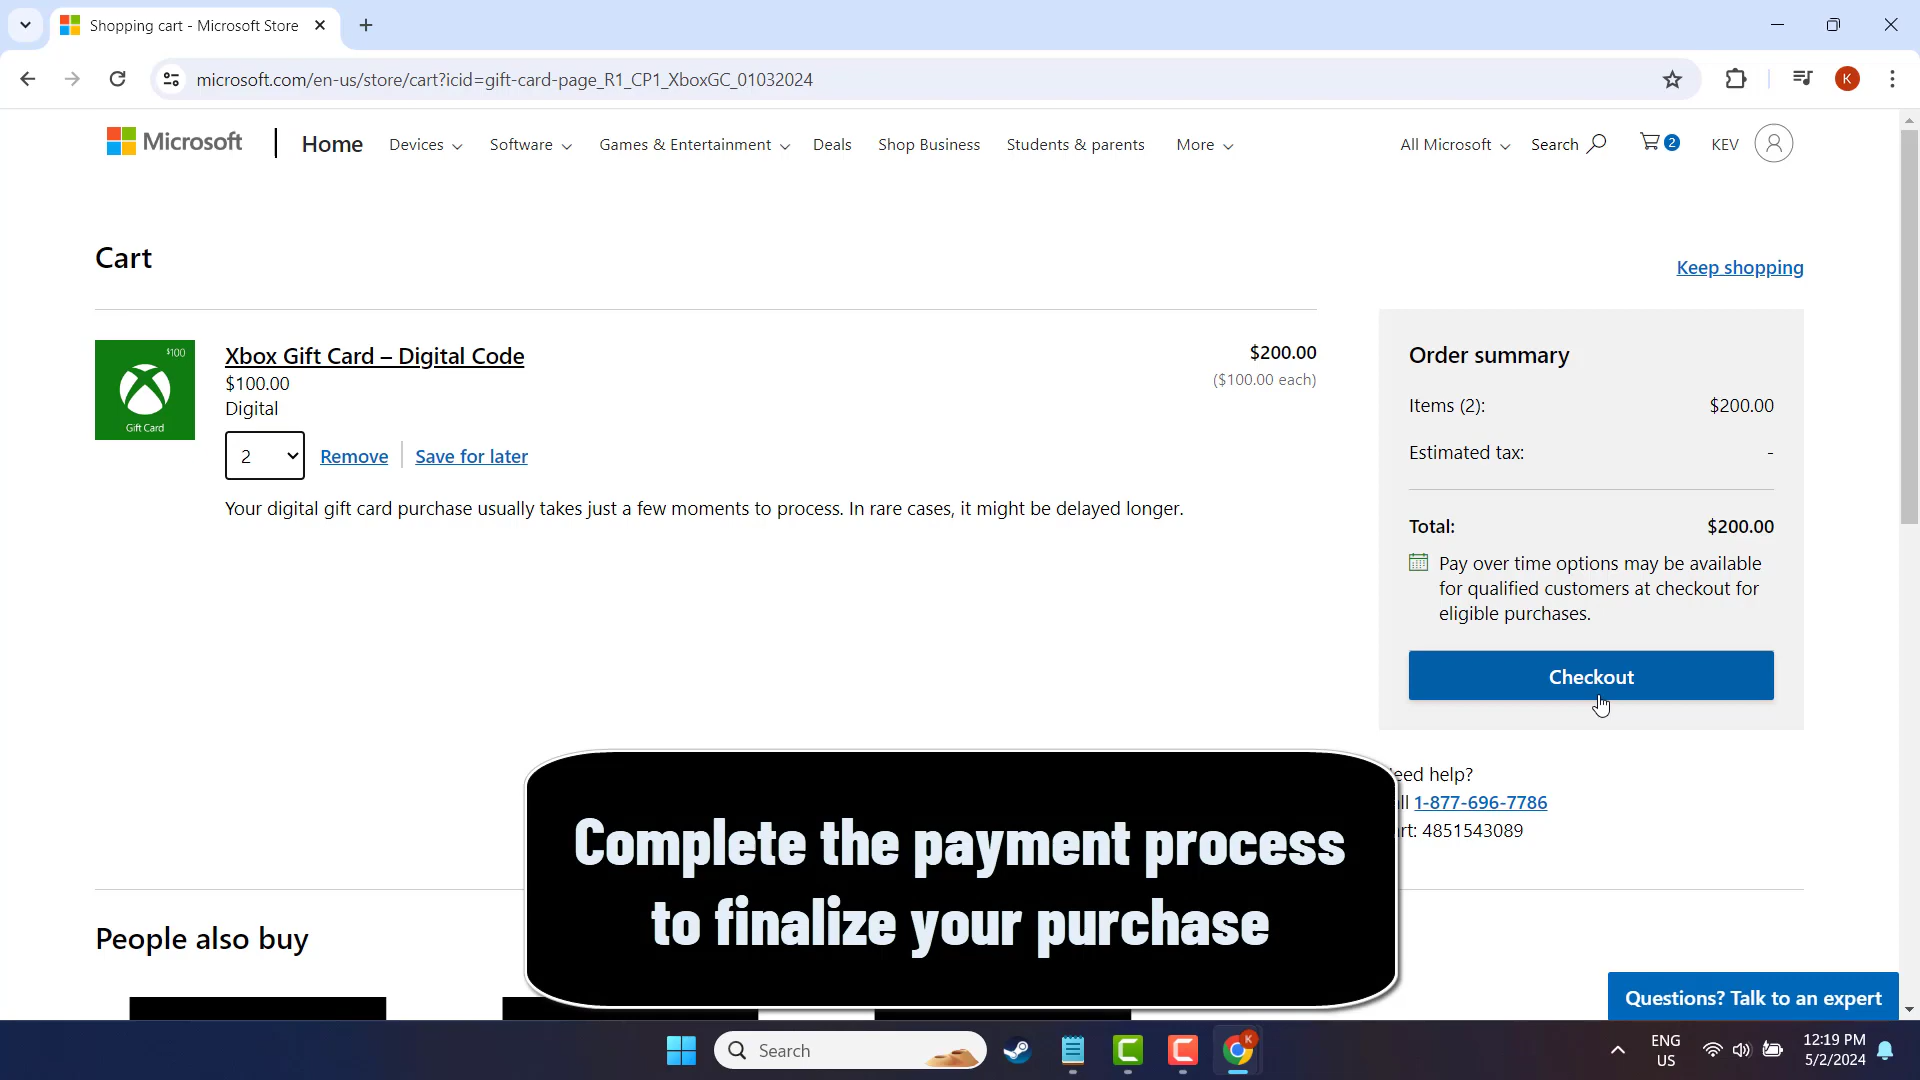 Shopping cart - Microsoft Store
microsoft.com/en-us/store/cart?icid=gift-card-page_R1_CP1_XboxGC_01032024
K
Microsoft
Home
Devices
Software
Games & Entertainment
Deals
Shop Business
Students & parents
More
All Microsoft
Search
2
KEV
Cart
Keep shopping
$100
Gift Card
Xbox Gift Card – Digital Code
$100.00
Digital
2
Remove
Save for later
$200.00
($100.00 each)
Your digital gift card purchase usually takes just a few moments to process. In rare cases, it might be delayed longer.
Order summary
Items (2): $200.00
Estimated tax: -
Total: $200.00
Pay over time options may be available
for qualified customers at checkout for
eligible purchases.
Checkout
help?
1-877-696-7786
4851543089
Complete the payment process
to finalize your purchase
People also buy
Questions? Talk to an expert
Search
K
ENG
US
12:19 PM
5/2/2024